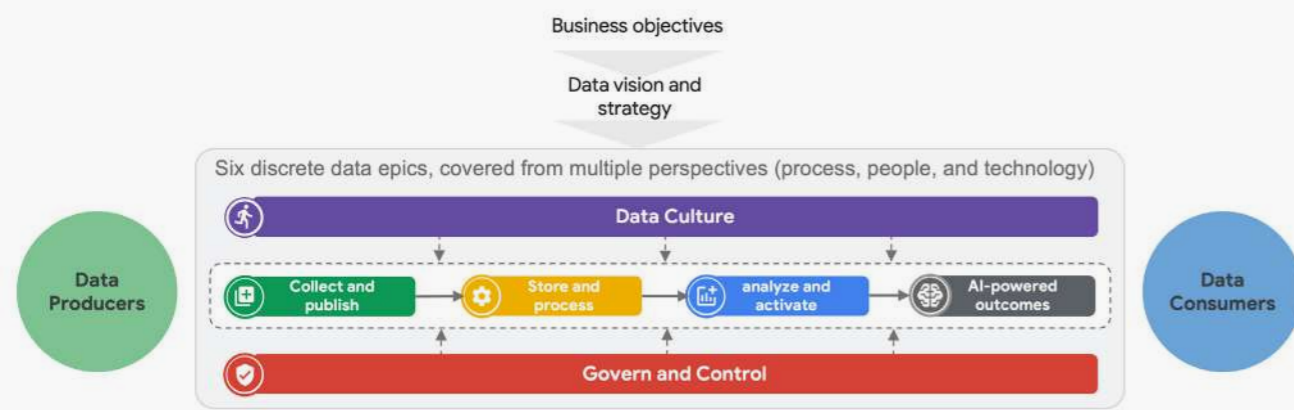 Business objectives
Data vision and
strategy
Six discrete data epics, covered from multiple perspectives (process, people, and technology)
Data Culture
Data
Producers
Collect and
publish
Store and
process
analyze and
activate
AI-powered
outcomes
Data
Consumers
Govern and Control